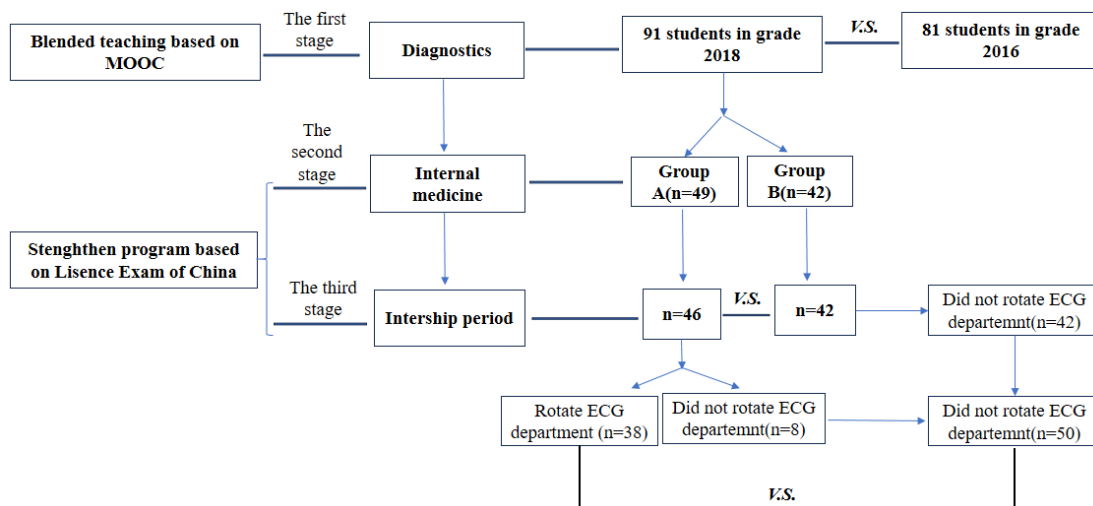 The first
stage
Blended teaching based on
MOOC
Diagnostics
91 students in grade
2018
V.S.
81 students in grade
2016
The
second
stage
Internal
medicine
Group
A(n=49)
Group
B(n=42)
Stenghthen program based
on Lisence Exam of China
The third
stage
Intership period
n=46
V.S.
n=42
Did not rotate ECG
departemnt(n=42)
Rotate ECG
department (n=38)
Did not rotate ECG
departemnt(n=8)
Did not rotate ECG
departemnt(n=50)
V.S.